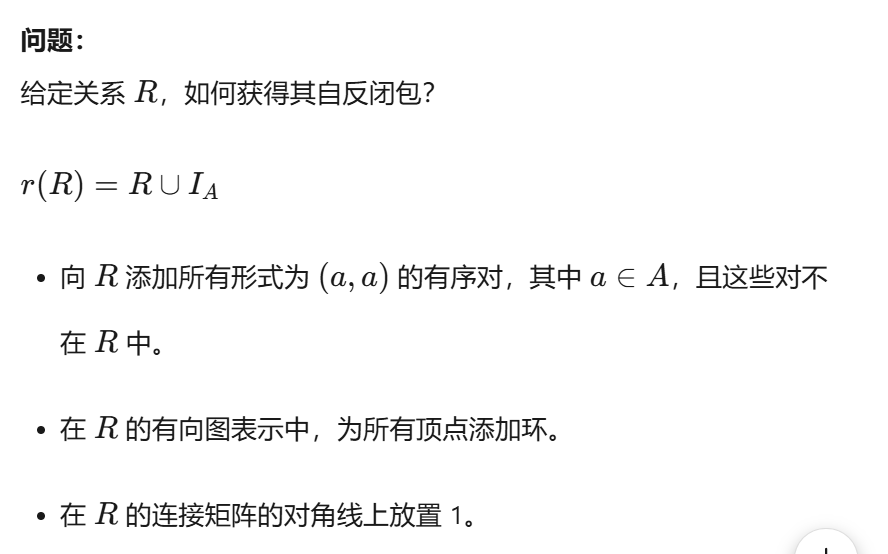 问题：
给定关系 R，如何获得其自反闭包？
r(R) = R ∪ I_A
• 向 R 添加所有形式为 (a, a) 的有序对，其中 a ∈ A，且这些对不
在 R 中。
• 在 R 的有向图表示中，为所有顶点添加环。
• 在 R 的连接矩阵的对角线上放置 1。